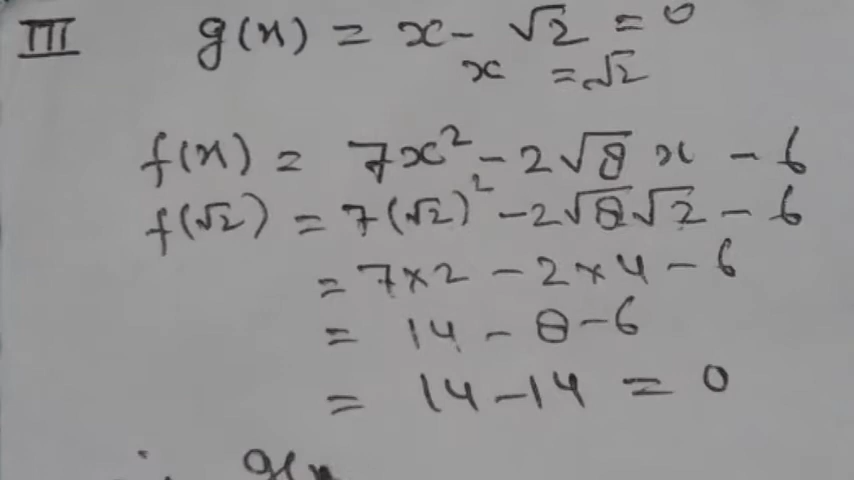 III g(x) = x - √2 = 0
x = √2
f(x) = 7x² - 2√8 x - 6
f(√2) = 7(√2)² - 2√8√2 - 6
= 7×2 - 2×4 - 6
= 14 - 8 - 6
= 14 - 14 = 0